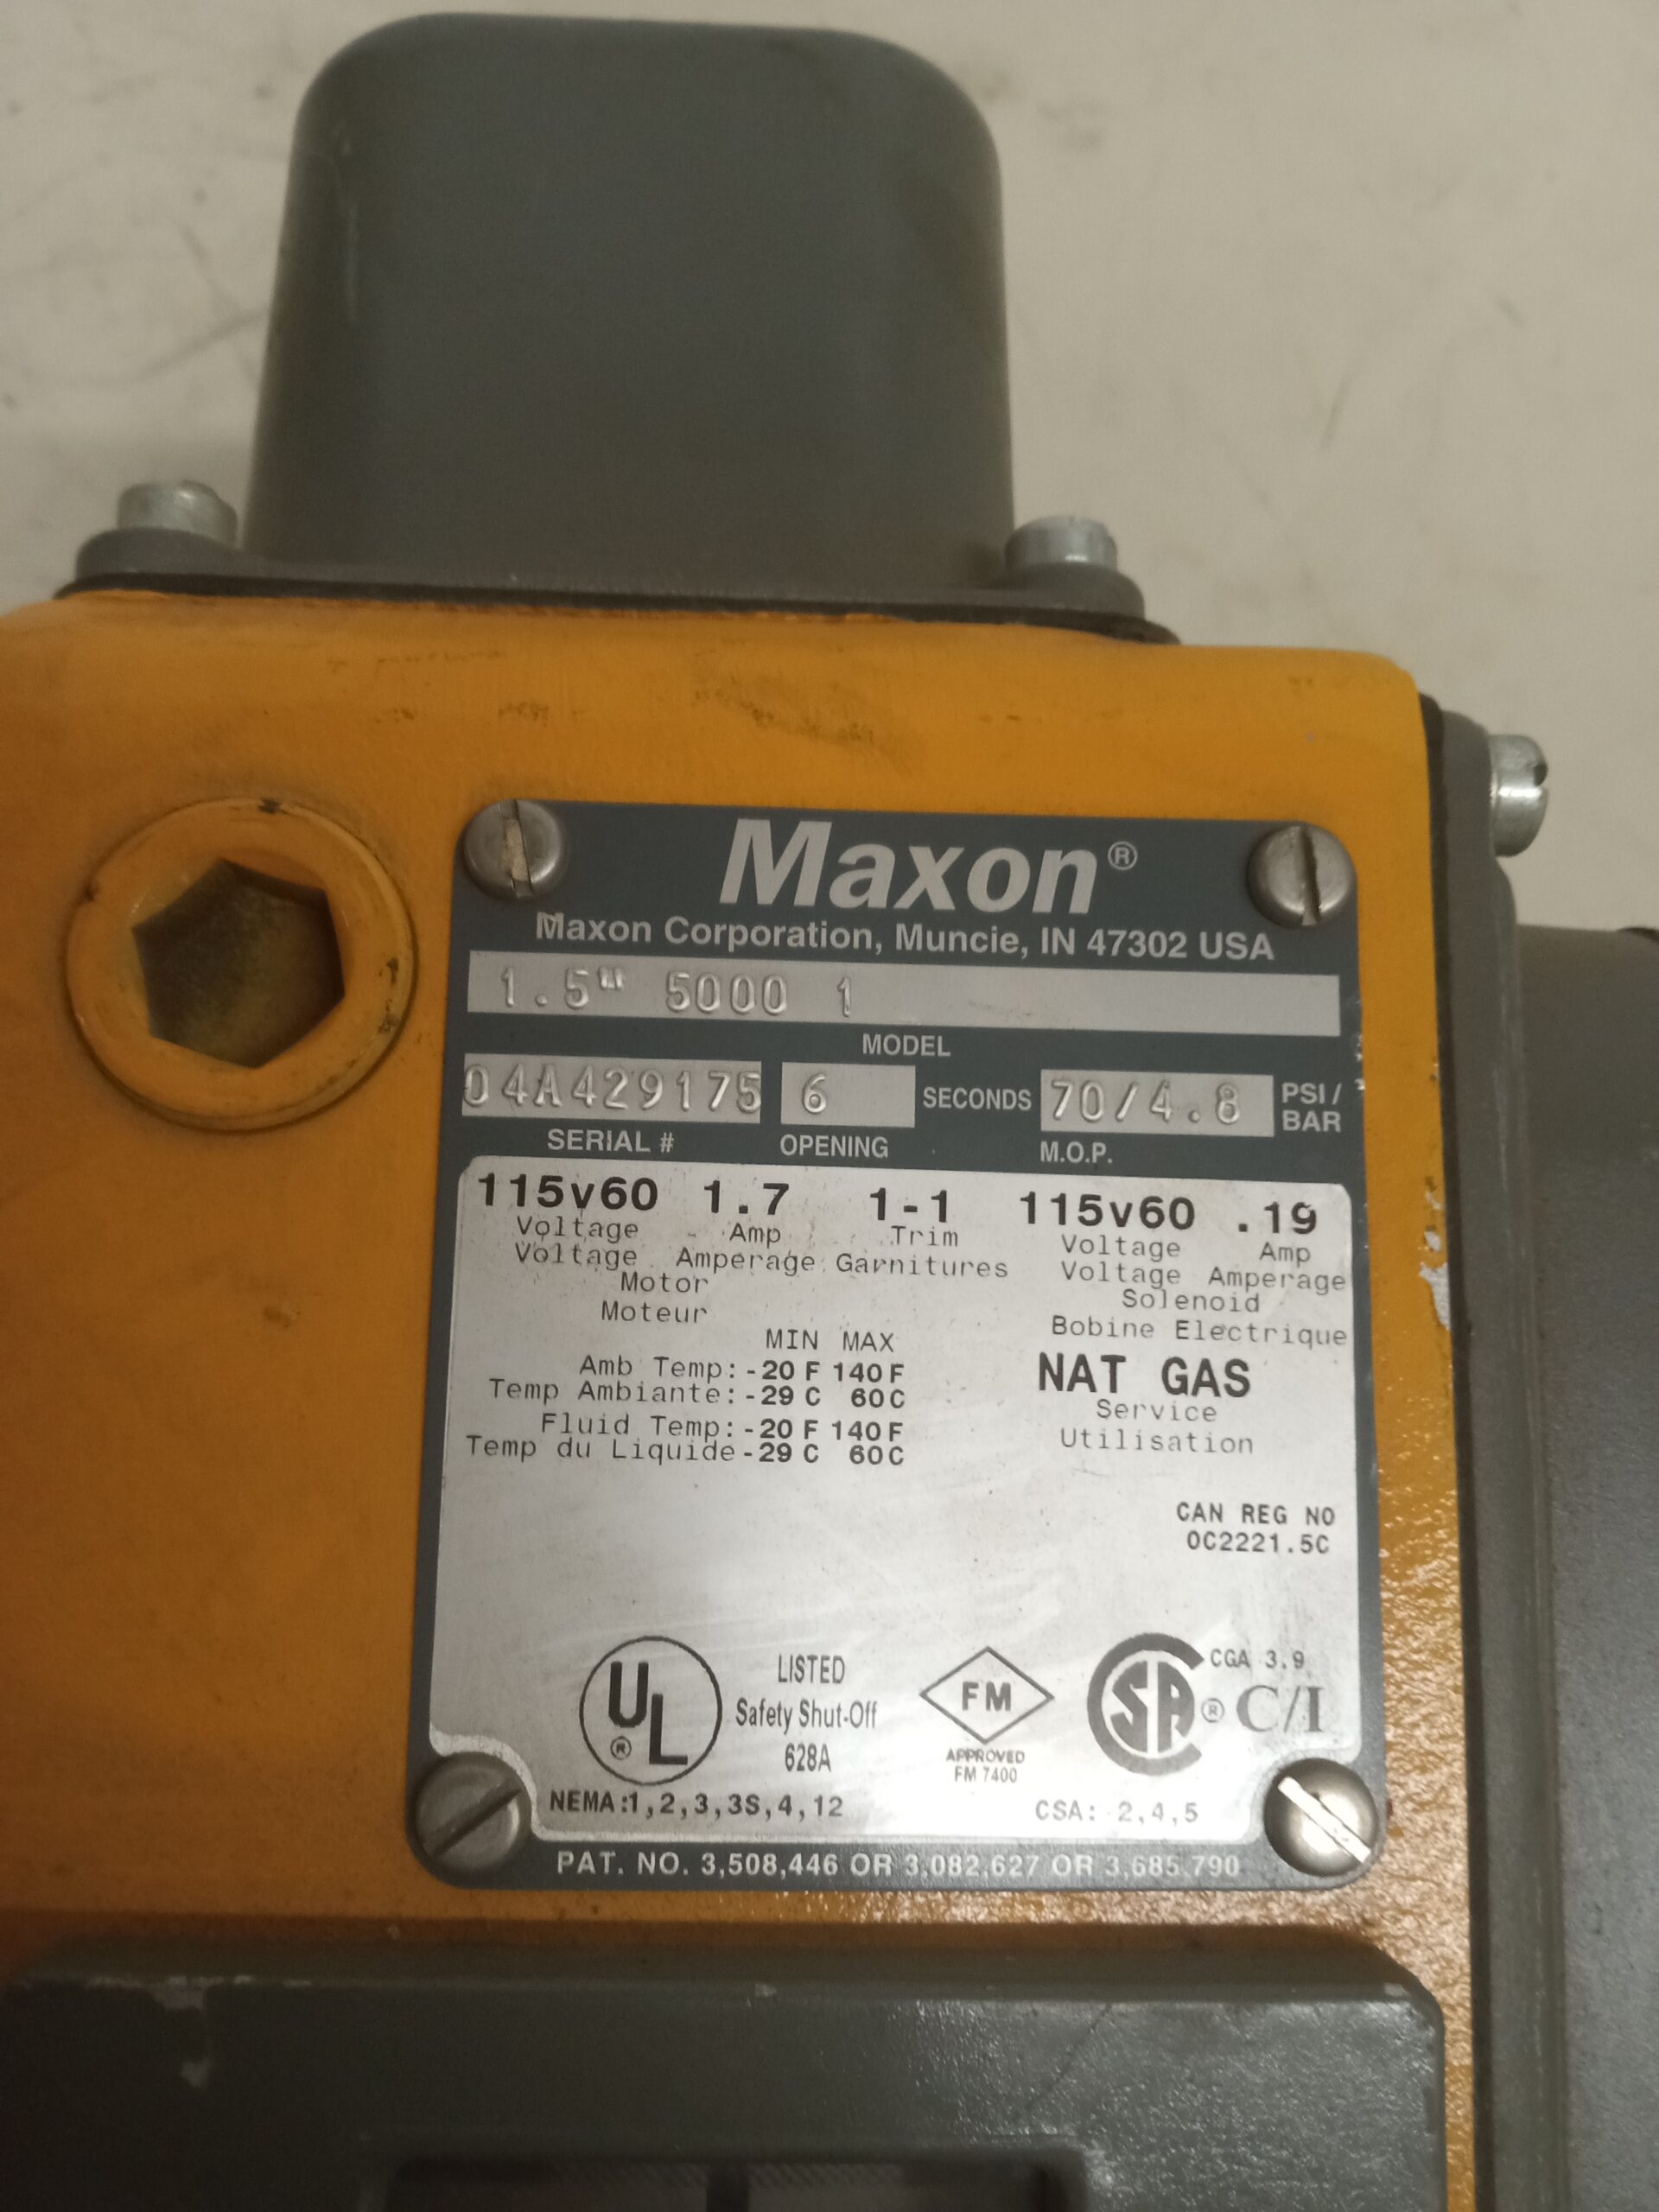 Maxon®
Maxon Corporation, Muncie, IN 47302 USA
1.5" 5000 1
MODEL
04A429175 6 SECONDS 70/4.8 PSI/ BAR
SERIAL # OPENING M.O.P.
115v60 1.7 1-1 115v60 .19
Voltage Amp Trim Voltage Amp
Voltage Amperage Garnitures Voltage Amperage
Motor Solenoid
Moteur Bobine Electrique
MIN MAX
Amb Temp: -20 F 140 F
Temp Ambiante: -29 C 60C
Fluid Temp: -20 F 140 F
Temp du Liquide -29 C 60C
NAT GAS
Service
Utilisation
CAN REG NO
0C2221.5C
UL®
LISTED
Safety Shut-Off
628A
FM
APPROVED
FM 7400
CSA® CGA 3.9
C/I
NEMA:1,2,3,3S,4,12 CSA: 2,4,5
PAT. NO. 3,508,446 OR 3,082,627 OR 3,685,790